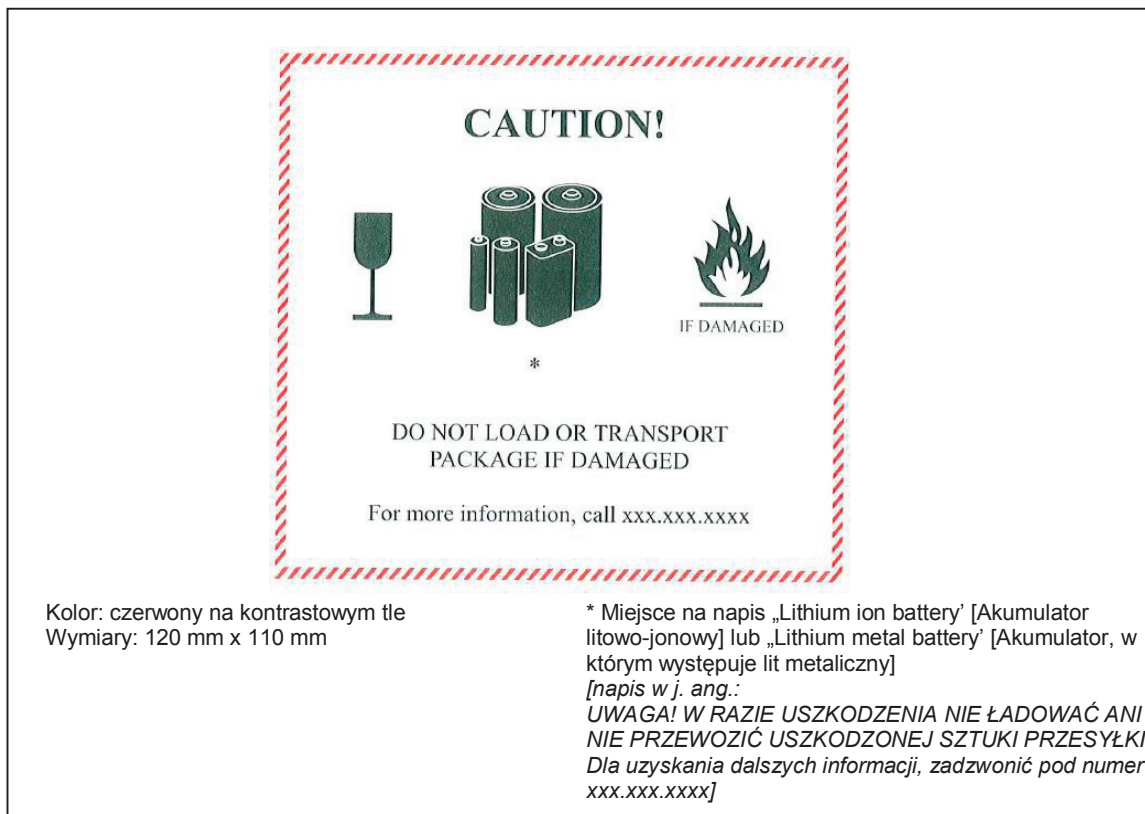 CAUTION!
IF DAMAGED
*
DO NOT LOAD OR TRANSPORT
PACKAGE IF DAMAGED
For more information, call xxx.xxx.xxxx
Kolor: czerwony na kontrastowym tle
Wymiary: 120 mm x 110 mm
* Miejsce na napis „Lithium ion battery’ [Akumulator
litowo-jonowy] lub „Lithium metal battery’ [Akumulator, w
którym występuje lit metaliczny]
[napis w j. ang.:
UWAGA! W RAZIE USZKODZENIA NIE ŁADOWAĆ ANI
NIE PRZEWOZIĆ USZKODZONEJ SZTUKI PRZESYŁKI
Dla uzyskania dalszych informacji, zadzwonić pod numer
xxx.xxx.xxxx]